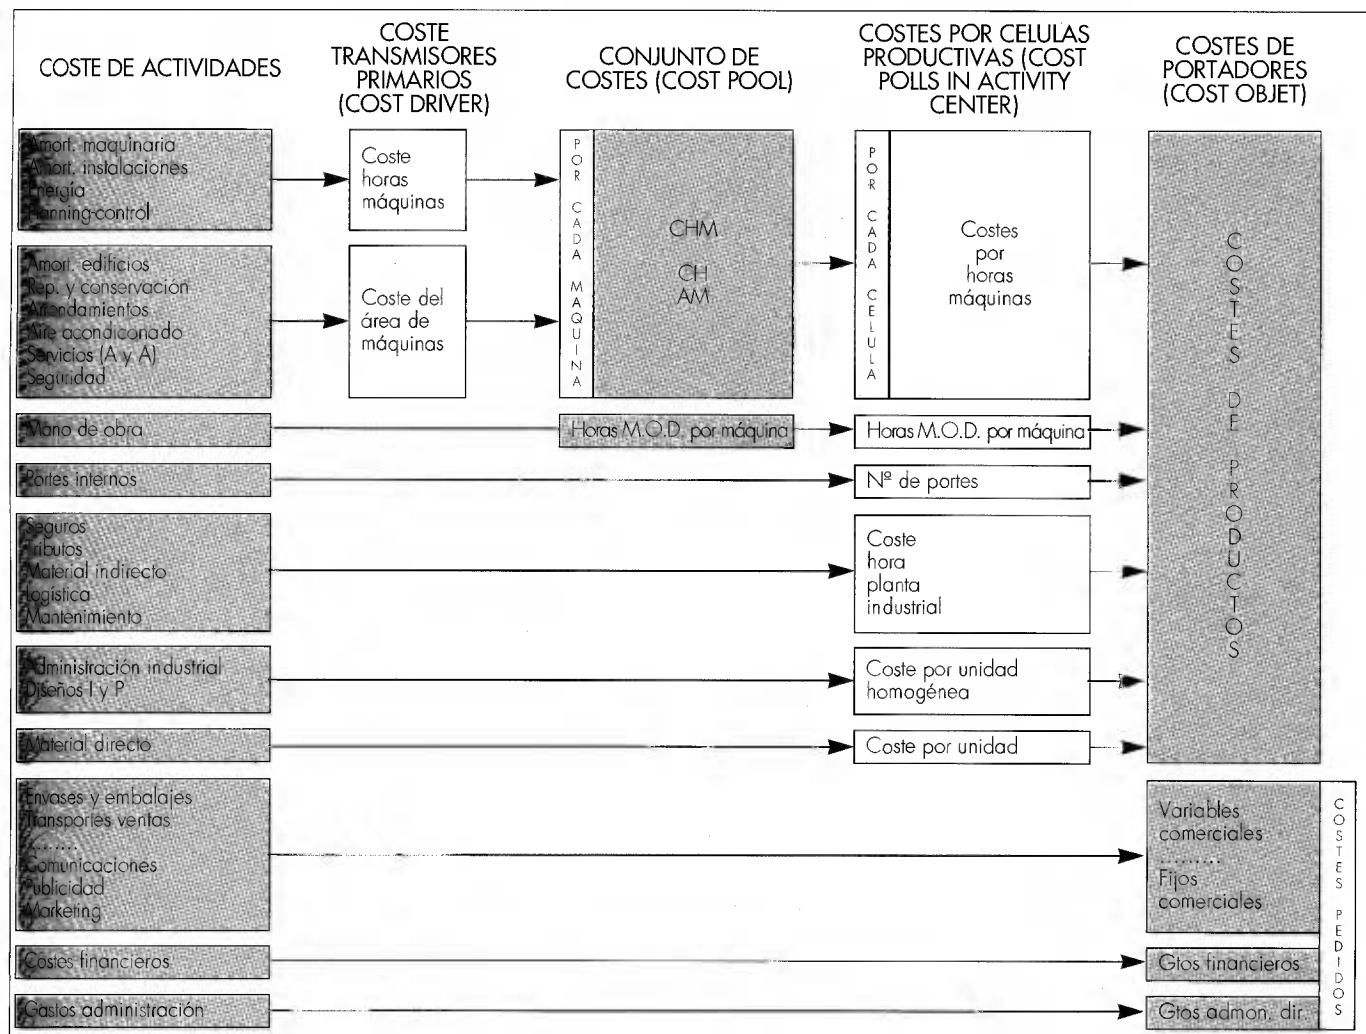 COSTE DE ACTIVIDADES
COSTE
TRANSMISORES
PRIMARIOS
(COST DRIVER)
CONJUNTO DE
COSTES (COST POOL)
COSTES POR CELULAS
PRODUCTIVAS (COST
POLLS IN ACTIVITY
CENTER)
COSTES DE
PORTADORES
(COST OBJET)
Amort. maquinaria
Amort. instalaciones
Energía
Planning-control
Coste
horas
máquinas
POR CADA MAQUINA
CHM
CH
AM
POR CADA CELULA
Costes
por
horas
máquinas
COSTES DE PRODUCTOS
Amort. edificios
Rep. y conservación
Arrendamientos
Aire acondiconado
Servicios (A y A)
Seguridad
Coste del
área de
máquinas
Mano de obra
Horas M.O.D. por máquina
Horas M.O.D. por máquina
Portes internos
Nº de portes
Seguros
Tributos
Material indirecto
Logística
Mantenimiento
Coste
hora
planta
industrial
Administración industrial
Diseños I y P
Coste por unidad
homogénea
Material directo
Coste por unidad
Envases y embalajes
Transportes ventas
........
Comunicaciones
Publicidad
Marketing
Variables
comerciales
.........
Fijos
comerciales
COSTES PEDIDOS
Costes financieros
Gtos financieros
Gastos administración
Gtos admon. dir.